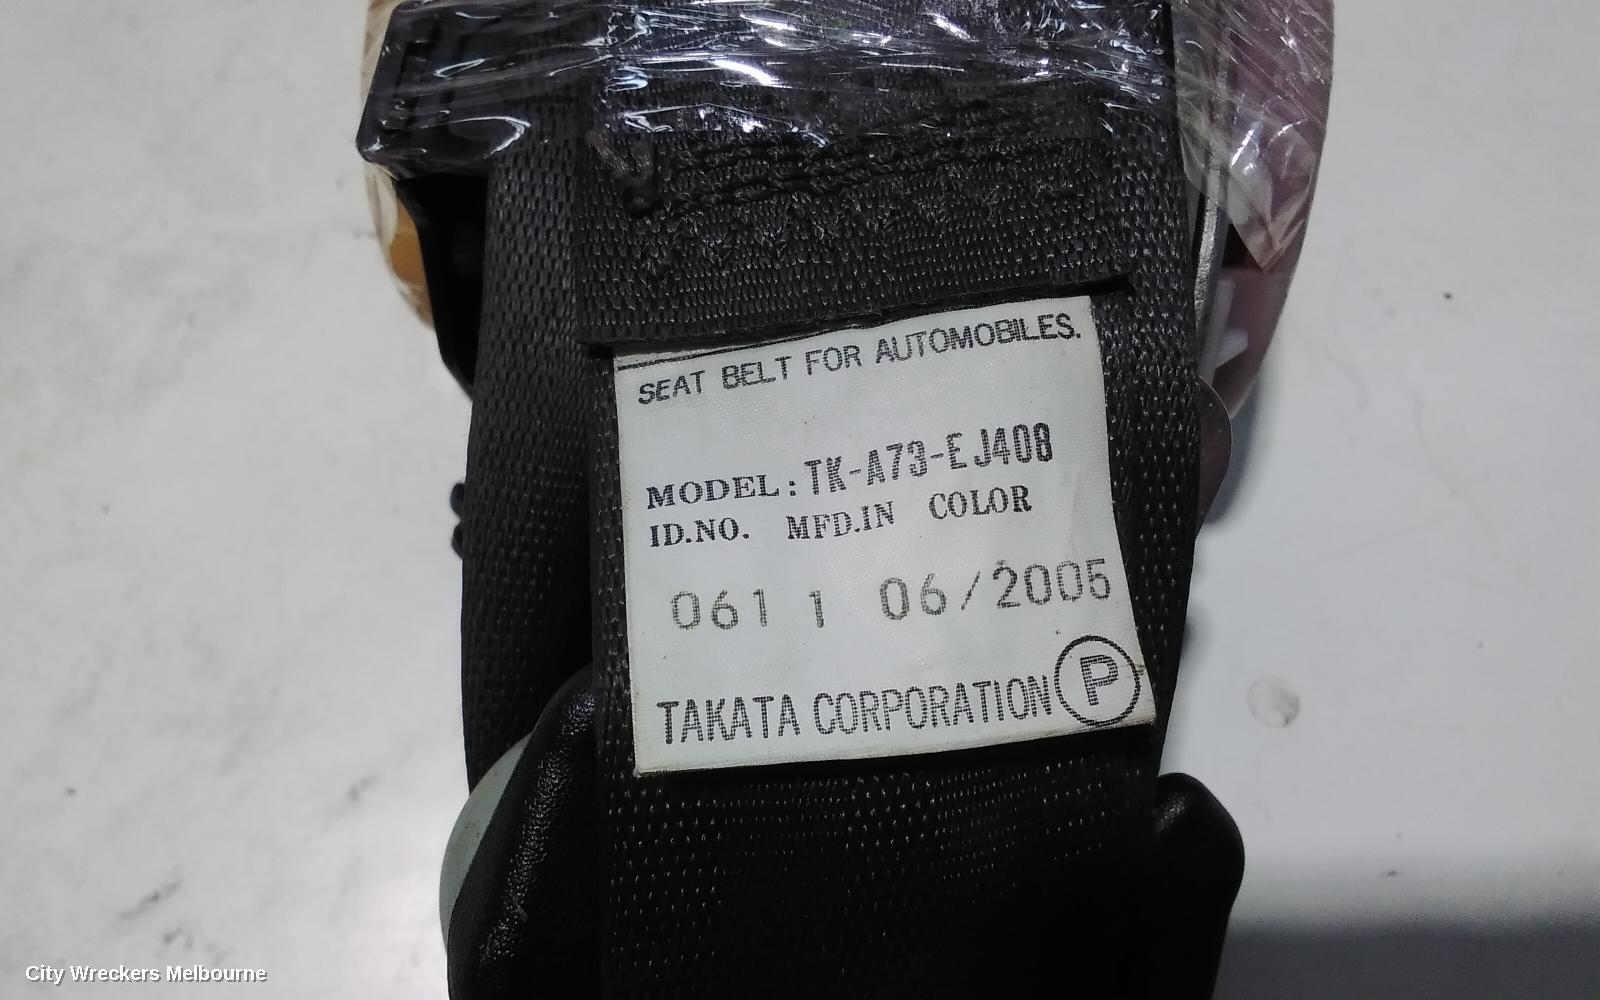 SEAT BELT FOR AUTOMOBILES.
MODEL: TK-A73-EJ408
ID.NO. MFD.IN COLOR
061 1 06/2005
TAKATA CORPORATION P
City Wreckers Melbourne